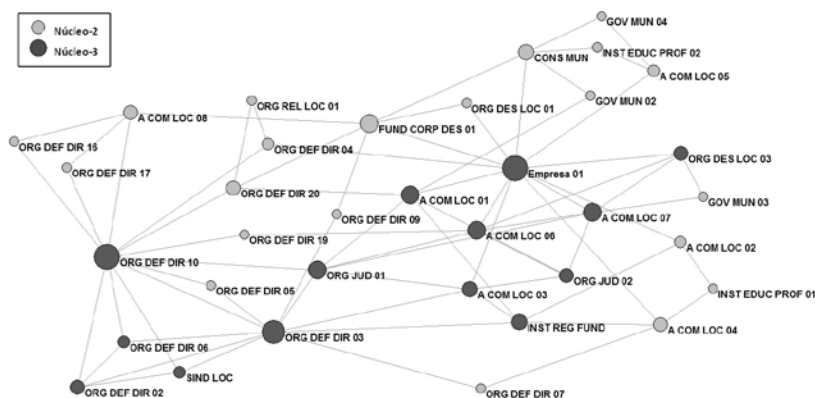 Núcleo-2
Núcleo-3
GOV MUN 04
CONS MUN
INST EDUC PROF 02
A COM LOC 05
ORG REL LOC 01
ORG DES LOC 01
GOV MUN 02
A COM LOC 08
FUND CORP DES 01
ORG DEF DIR 16
ORG DEF DIR 04
ORG DES LOC 03
ORG DEF DIR 17
Empresa 01
ORG DEF DIR 20
A COM LOC 01
GOV MUN 03
ORG DEF DIR 09
A COM LOC 07
ORG DEF DIR 19
A COM LOC 06
A COM LOC 02
ORG DEF DIR 10
ORG JUD 01
ORG JUD 02
ORG DEF DIR 05
A COM LOC 03
INST EDUC PROF 01
ORG DEF DIR 03
INST REG FUND
A COM LOC 04
ORG DEF DIR 06
SIND LOC
ORG DEF DIR 02
ORG DEF DIR 07